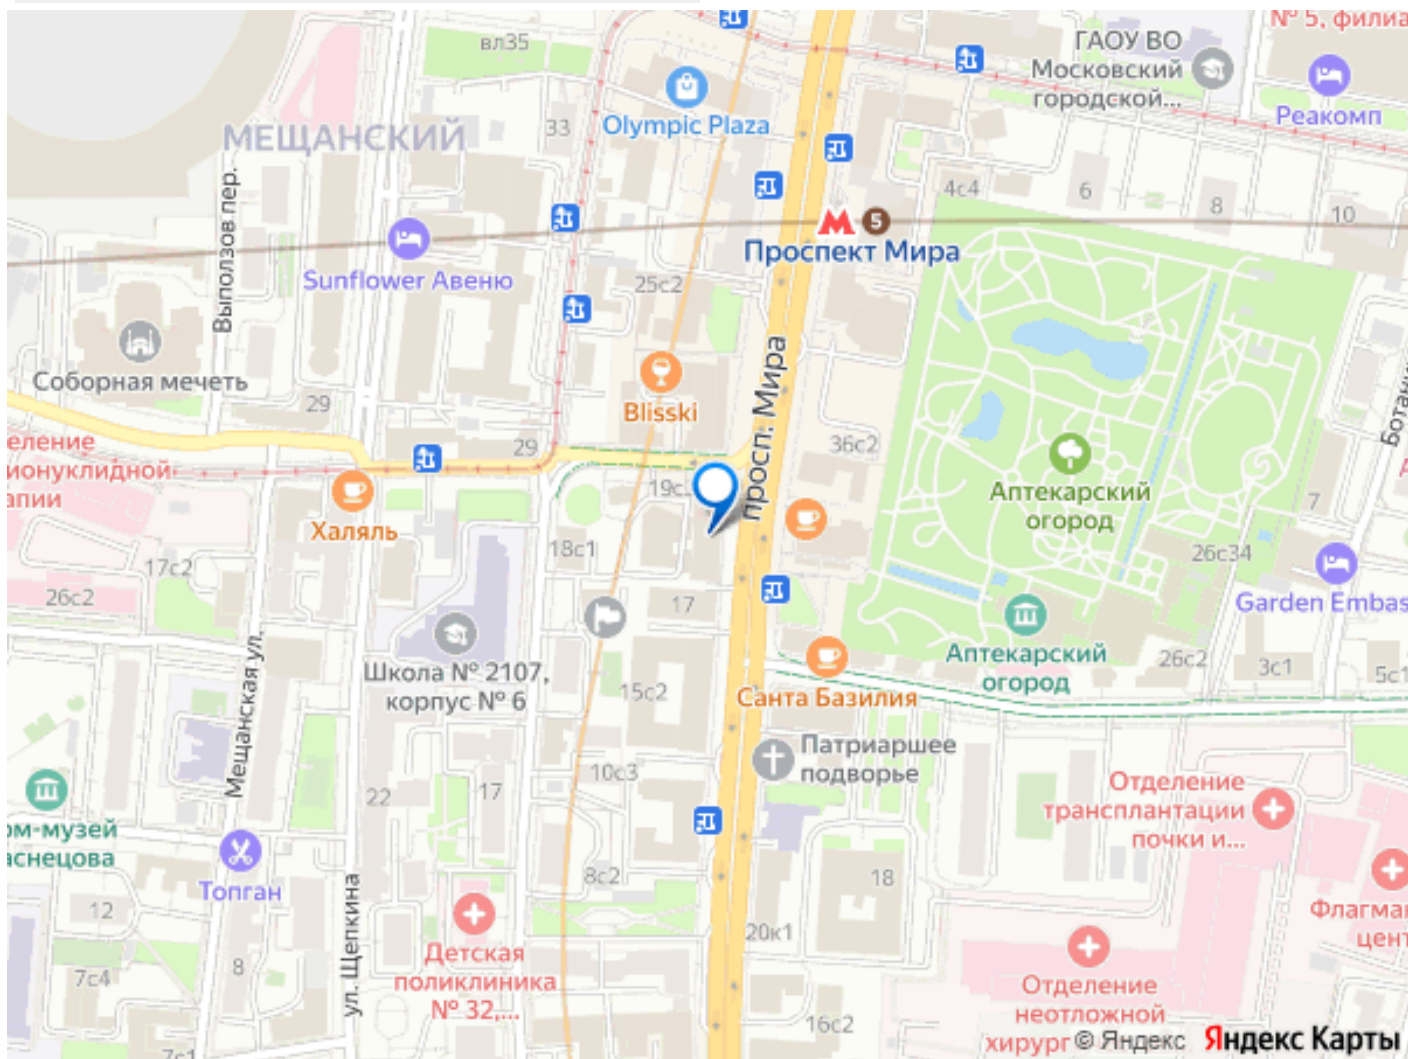 № 5, филиа
вл35
ГАОУ ВО
Московский
городской...
Реакомп
Olympic Plaza
33
МЕЩАНСКИЙ
Выползов пер.
4с4
6
8
10
5
Проспект Мира
Sunflower Авеню
25с2
Соборная мечеть
Blisski
просп. Мира
29
29
36с2
еление
ионуклидной
апии
Халяль
19с
Аптекарский
огород
7
18с1
26с34
17с2
26с2
17
Garden Embas
Школа № 2107,
корпус № 6
15с2
Аптекарский
огород
26с2
3с1
5с1
Санта Базилия
Мещанская ул.
Патриаршее
подворье
10с3
22
17
Отделение
трансплантации
почки и...
ом-музей
аснецова
Топган
8с2
18
12
Флагма
цент
Детская
поликлиника
№ 32,...
20к1
ул. Щепкина
8
7с4
Отделение
неотложной
хирург
16с2
7с1
© Яндекс Яндекс Карты